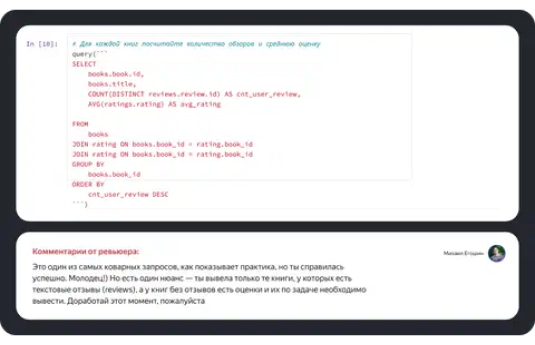 In [10]:
# Для каждой книг посчитайте количество обзоров и среднюю оценку
query(```
SELECT
books.book.id,
books.title,
COUNT(DISTINCT reviews.review.id) AS cnt_user_review,
AVG(ratings.rating) AS avg_rating
FROM
books
JOIN rating ON books.book_id = rating.book_id
JOIN rating ON books.book_id = rating.book_id
GROUP BY
books.book_id
ORDER BY
cnt_user_review DESC
```)
Комментарии от ревьюера:
Михаил Егошин
Это один из самых коварных запросов, как показывает практика, но ты справилась
успешно. Молодец!) Но есть один нюанс — ты вывела только те книги, у которых есть
текстовые отзывы (reviews), а у книг без отзывов есть оценки и их по задаче необходимо
вывести. Доработай этот момент, пожалуйста